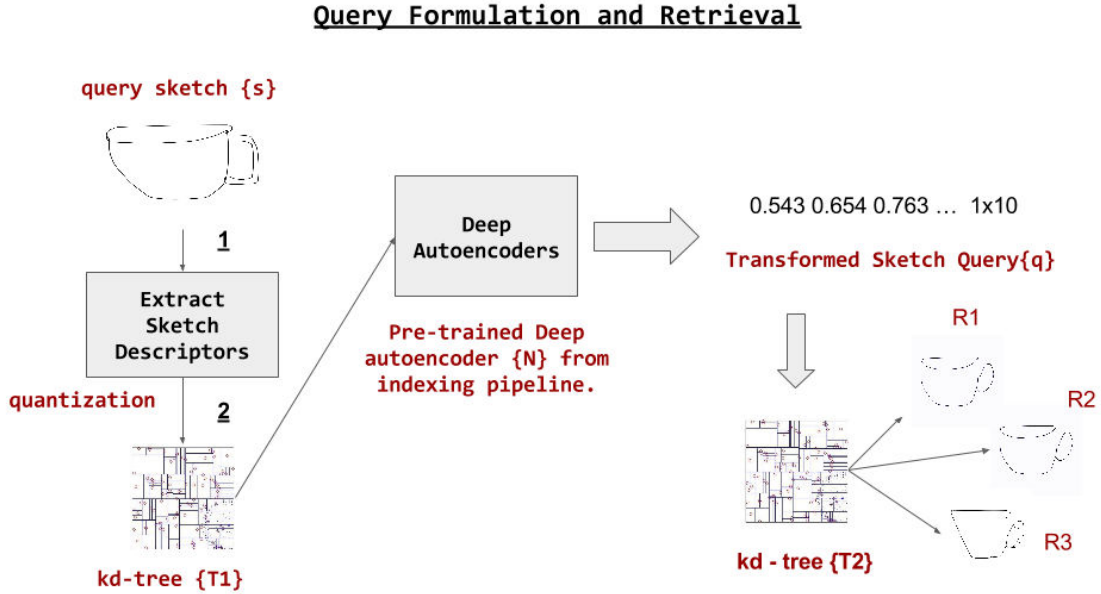 Query Formulation and Retrieval
query sketch {s}
1
Extract
Sketch
Descriptors
quantization
2
kd-tree {T1}
Deep
Autoencoders
Pre-trained Deep
autoencoder {N} from
indexing pipeline.
0.543 0.654 0.763 … 1x10
Transformed Sketch Query{q}
kd - tree {T2}
R1
R2
R3